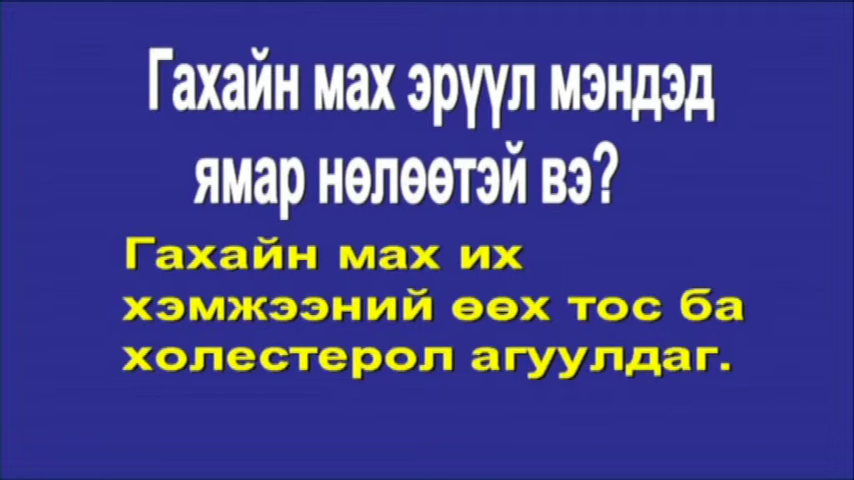 Гахайн мах эрүүл мэндэд
ямар нөлөөтэй вэ?
Гахайн мах их
хэмжээний өөх тос ба
холестерол агуулдаг.